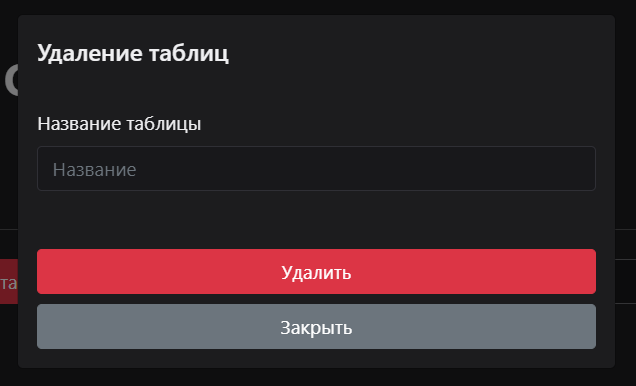 Удаление таблиц
Название таблицы
Название
Удалить
Закрыть